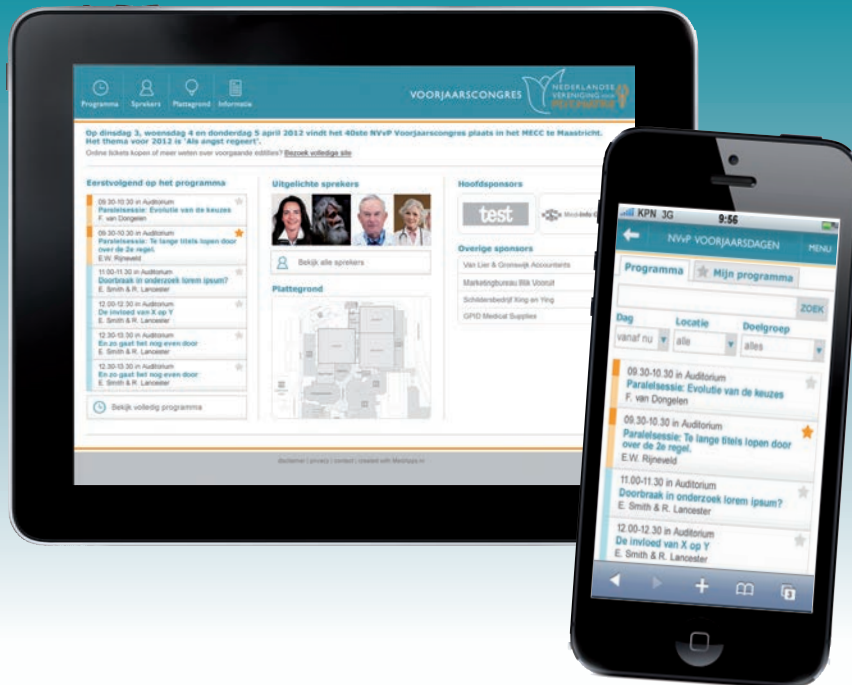 Programma
Sprekers
Plattegrond
Informatie
VOORJAARSCONGRES
NEDERLANDSE
VERENIGING VOOR
Op dinsdag 3, woensdag 4 en donderdag 5 april 2012 vindt het 40ste NVvP Voorjaarscongres plaats in het MECC te Maastricht.
Het thema voor 2012 is 'Als angst regeert'.
Online tickets kopen of meer weten over voorgaande edities? Bezoek volledige site
Eerstvolgend op het programma
09.30-10.30 in Auditorium
Paralelsessie: Evolutie van de keuzes
F. van Dongelen
09.30-10.30 in Auditorium
Paralelsessie: Te lange titels lopen door
over de 2e regel.
E.W. Rijneveld
11.00-11.30 in Auditorium
Doorbraak in onderzoek lorem ipsum?
E. Smith & R. Lancester
12.00-12.30 in Auditorium
De invloed van X op Y
E. Smith & R. Lancester
12.30-13.30 in Auditorium
En zo gaat het nog even door
E. Smith & R. Lancester
12.30-13.30 in Auditorium
En zo gaat het nog even door
E. Smith & R. Lancester
Bekijk volledig programma
Uitgelichte sprekers
Bekijk alle sprekers
Plattegrond
Hoofdsponsors
test
Med-Info
Overige sponsors
Van Lier & Gronswijk Accountants
Marketingbureau Blik Vooruit
Schildersbedrijf Xing en Ying
GPID Medical Supplies
disclaimer | privacy | contact | created with
KPN 3G
9:56
NVvP VOORJAARSDAGEN
MENU
Programma
Mijn programma
ZOEK
Dag
Locatie
Doelgroep
vanaf nu
alle
alles
09.30-10.30 in Auditorium
Paralelsessie: Evolutie van de keuzes
F. van Dongelen
09.30-10.30 in Auditorium
Paralelsessie: Te lange titels lopen door
over de 2e regel.
E.W. Rijneveld
11.00-11.30 in Auditorium
Doorbraak in onderzoek lorem ipsum?
E. Smith & R. Lancester
12.00-12.30 in Auditorium
De invloed van X op Y
E. Smith & R. Lancester
3